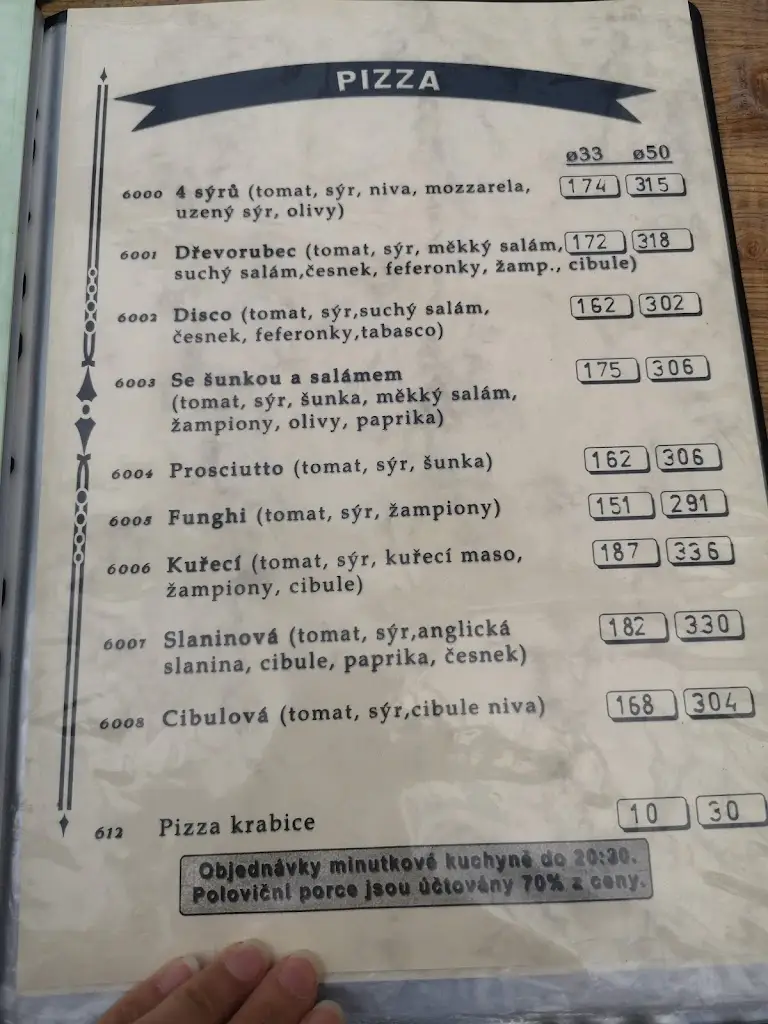 PIZZA
ø33 ø50
6000 4 sýrů (tomat, sýr, niva, mozzarela, 174 315
uzený sýr, olivy)
6001 Dřevorubec (tomat, sýr, měkký salám, 172 318
suchý salám,česnek, feferonky, žamp., cibule)
6002 Disco (tomat, sýr,suchý salám, 162 302
česnek, feferonky,tabasco)
6003 Se šunkou a salámem 175 306
(tomat, sýr, šunka, měkký salám,
žampiony, olivy, paprika)
6004 Prosciutto (tomat, sýr, šunka) 162 306
6005 Funghi (tomat, sýr, žampiony) 151 291
6006 Kuřecí (tomat, sýr, kuřecí maso, 187 336
žampiony, cibule)
6007 Slaninová (tomat, sýr,anglická 182 330
slanina, cibule, paprika, česnek)
6008 Cibulová (tomat, sýr,cibule niva) 168 304
612 Pizza krabice 10 30
Objednávky minutkové kuchyně do 20:30.
Poloviční porce jsou účtovány 70% z ceny.